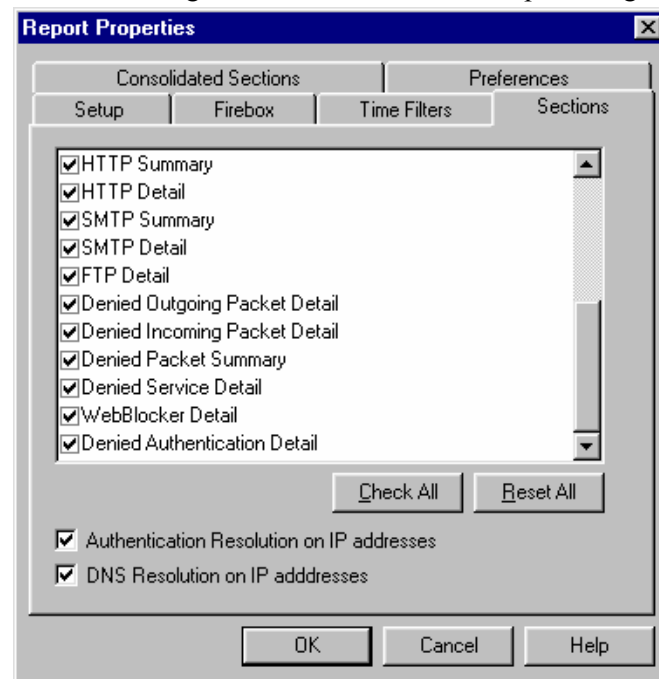 Report Properties
Consolidated Sections Preferences
Setup Firebox Time Filters Sections
HTTP Summary
HTTP Detail
SMTP Summary
SMTP Detail
FTP Detail
Denied Outgoing Packet Detail
Denied Incoming Packet Detail
Denied Packet Summary
Denied Service Detail
WebBlocker Detail
Denied Authentication Detail
Check All Reset All
Authentication Resolution on IP addresses
DNS Resolution on IP adddresses
OK Cancel Help